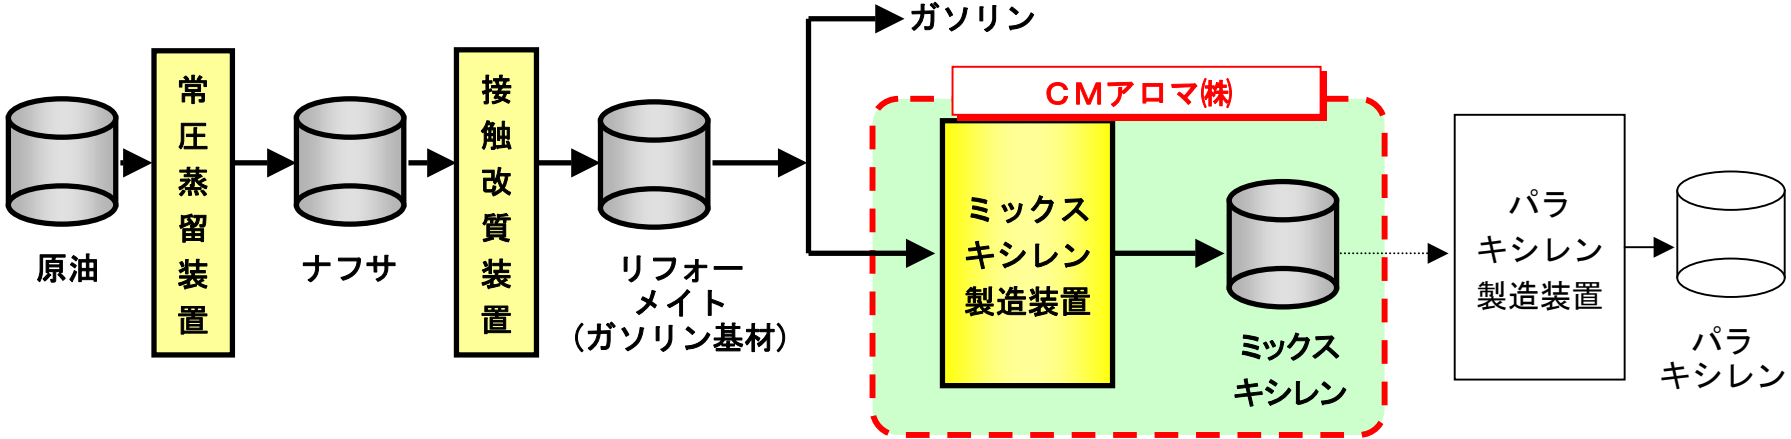 原油
常圧蒸留装置
ナフサ
接触改質装置
リフォー
メイト
（ガソリン基材）
ガソリン
ＣＭアロマ㈱
ミックス
キシレン
製造装置
ミックス
キシレン
パラ
キシレン
製造装置
パラ
キシレン